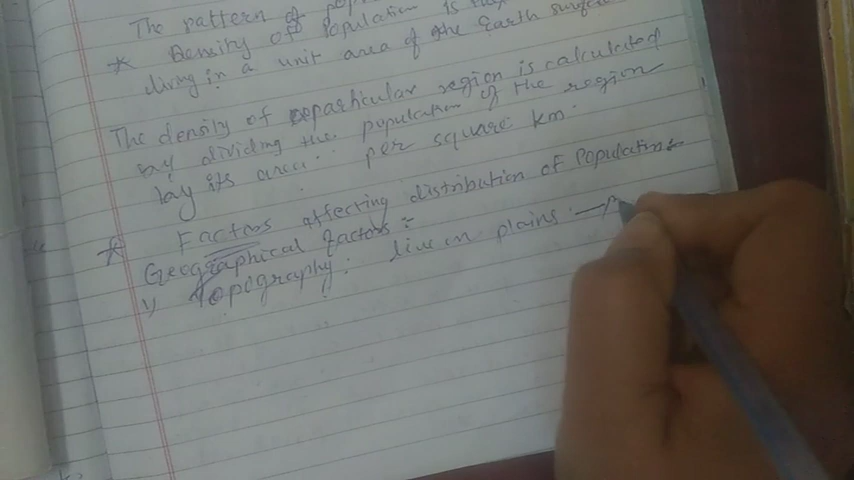 The pattern of
* Density of Population is
living in a unit area of the Earth surface
The density of particular region is calculated
by dividing the population of the region
by its area. per square km.
* Factors affecting distribution of Population
Geographical factors =
1) Topography: live in plains. —